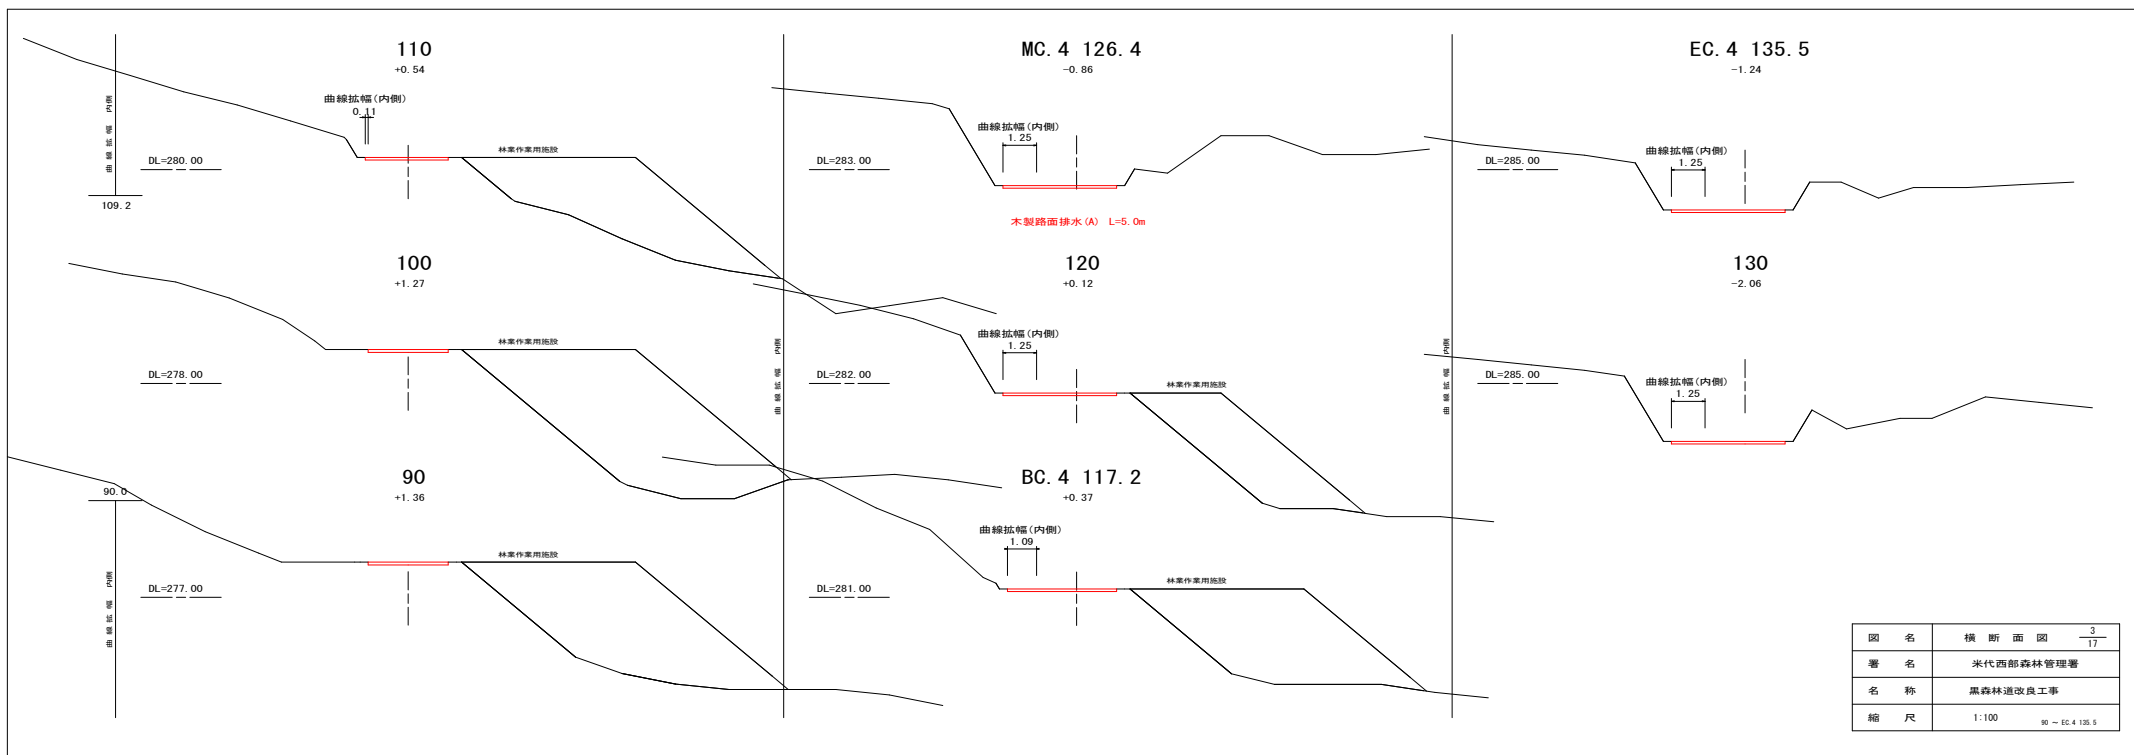 110
+0.54
曲線拡幅(内側)
0.11
林業作業用施設
DL=280.00
曲線拡幅 内側
109.2
100
+1.27
林業作業用施設
DL=278.00
90
+1.36
90.0
林業作業用施設
DL=277.00
曲線拡幅 内側
MC.4 126.4
-0.86
曲線拡幅(内側)
1.25
DL=283.00
木製路面排水(A) L=5.0m
120
+0.12
曲線拡幅(内側)
1.25
林業作業用施設
DL=282.00
曲線拡幅 内側
BC.4 117.2
+0.37
曲線拡幅(内側)
1.09
林業作業用施設
DL=281.00
EC.4 135.5
-1.24
曲線拡幅(内側)
1.25
DL=285.00
130
-2.06
曲線拡幅(内側)
1.25
DL=285.00
曲線拡幅 内側
図名 横断面図 3/17
署名 米代西部森林管理署
名称 黒森林道改良工事
縮尺 1:100 90 ~ EC.4 135.5